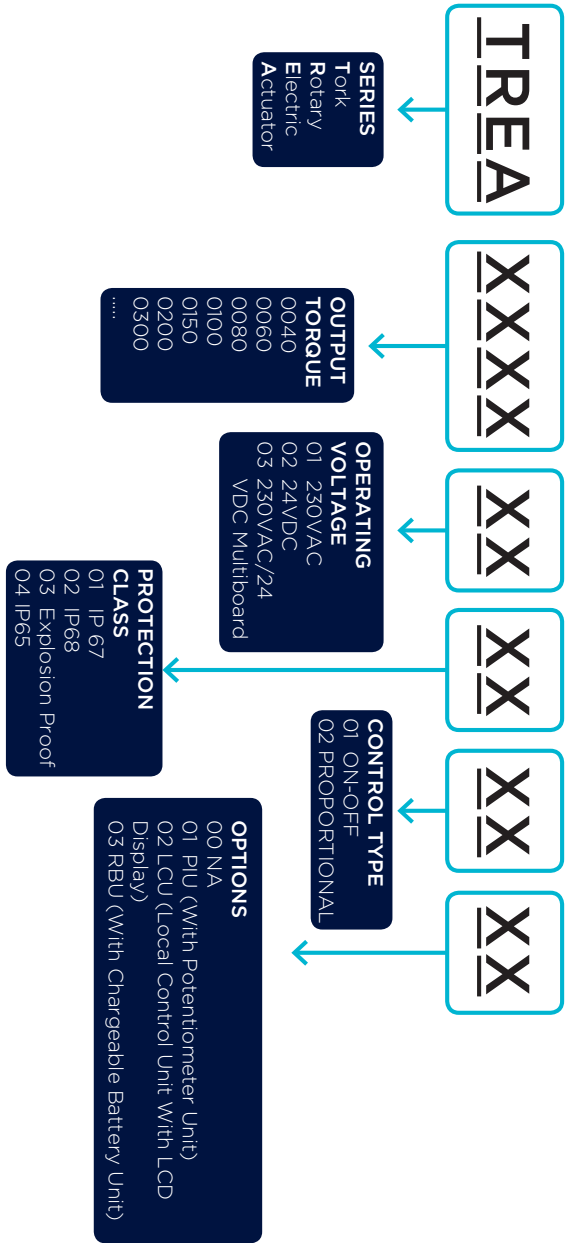 TREA
XXXX
XX
XX
XX
XX
SERIES
Tork
Rotary
Electric
Actuator
OUTPUT
TORQUE
0040
0060
0080
0100
0150
0200
0300
.....
OPERATING
VOLTAGE
01 230VAC
02 24VDC
03 230VAC/24
VDC Multiboard
PROTECTION
CLASS
01 IP 67
02 IP68
03 Explosion Proof
04 IP65
CONTROL TYPE
01 ON-OFF
02 PROPORTIONAL
OPTIONS
00 NA
01 PIU (With Potentiometer Unit)
02 LCU (Local Control Unit With LCD
Display)
03 RBU (With Chargeable Battery Unit)